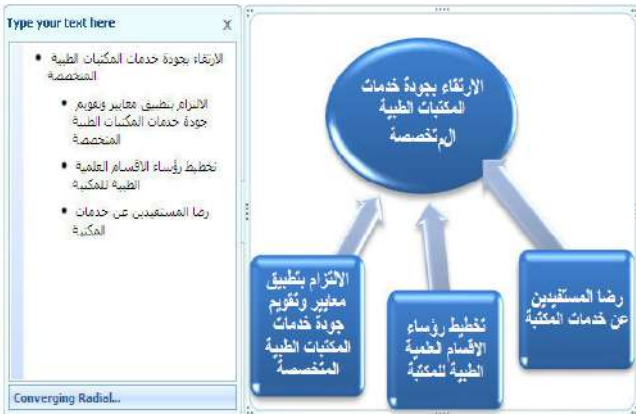 Type your text here
x
الارتقاء بجودة خدمات المكتبات الطبية
المتخصصة
الالتزام بتطبيق معايير وتقويم
جودة خدمات المكتبات الطبية
المتخصصة
تخطيط رؤساء الاقسام العلمية
الطبية للمكتبة
رضا المستفيدين عن خدمات
المكتبة
Converging Radial...
الارتقاء بجودة خدمات
المكتبات الطبية
المتخصصة
رضا المستفيدين
عن خدمات المكتبة
تخطيط رؤساء
الاقسام العلمية
الطبية للمكتبة
الالتزام بتطبيق
معايير وتقويم
جودة خدمات
المكتبات الطبية
المتخصصة